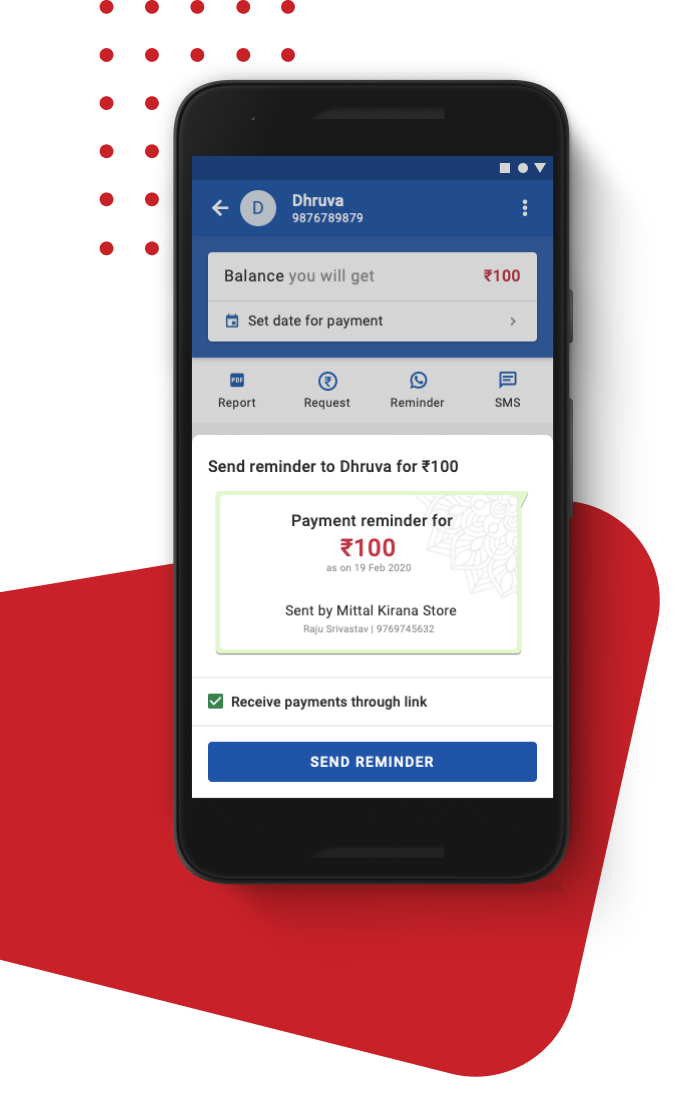 D
Dhruva
9876789879
Balance you will get ₹100
Set date for payment
PDF
Report Request Reminder SMS
Send reminder to Dhruva for ₹100
Payment reminder for
₹100
as on 19 Feb 2020
Sent by Mittal Kirana Store
Raju Srivastav | 9769745632
Receive payments through link
SEND REMINDER